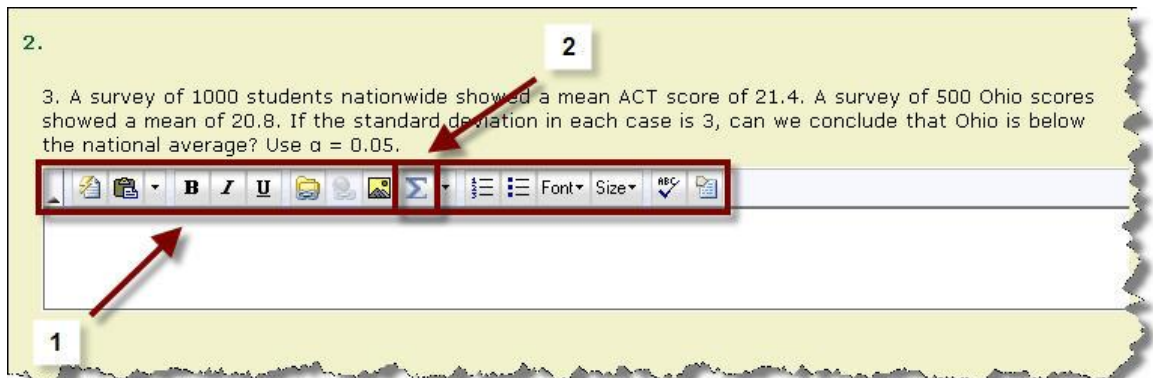 2.
2
3. A survey of 1000 students nationwide showed a mean ACT score of 21.4. A survey of 500 Ohio scores
showed a mean of 20.8. If the standard deviation in each case is 3, can we conclude that Ohio is below
the national average? Use α = 0.05.
B I U Σ Font Size ABC
1